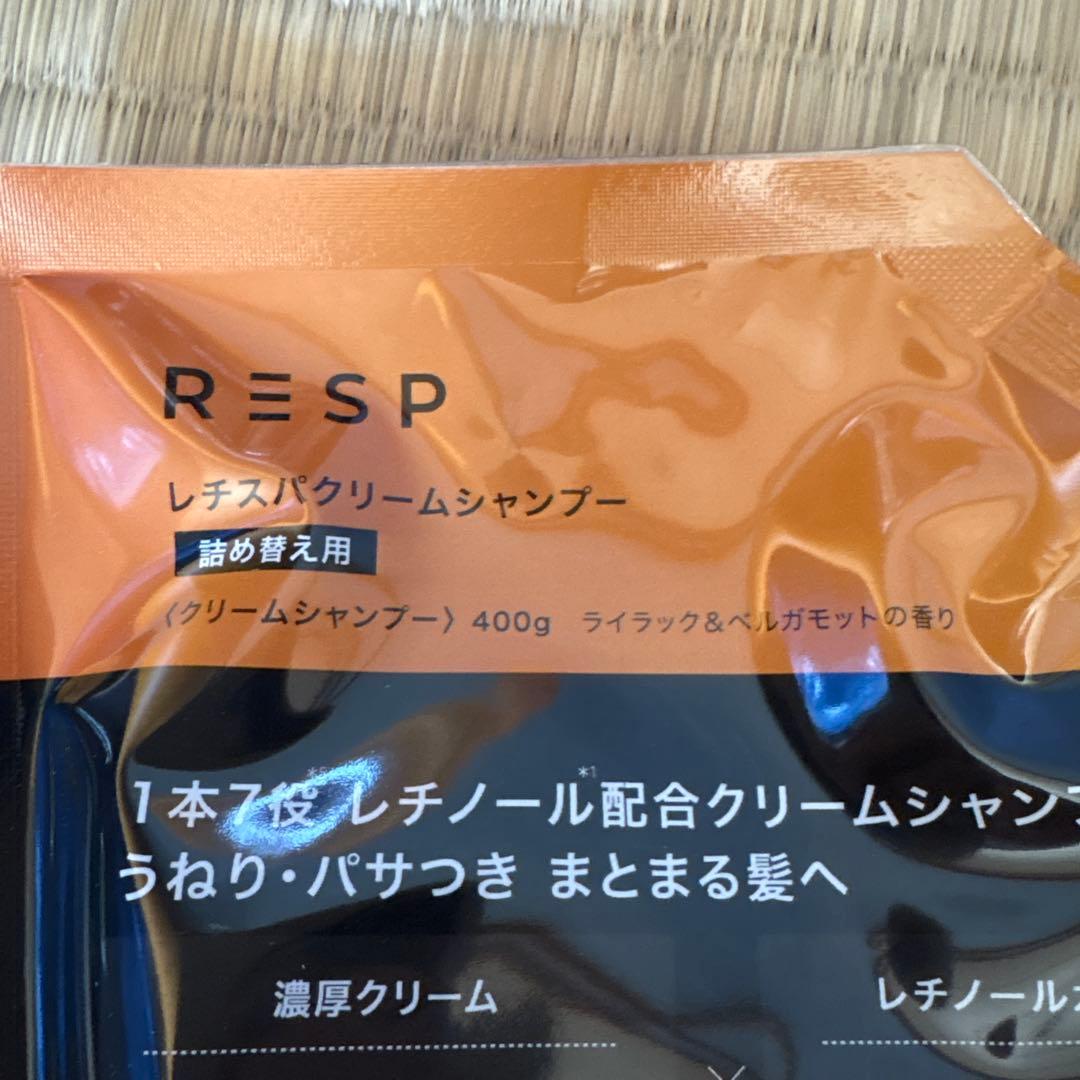 RESP
レチスパクリームシャンプー
詰め替え用
〈クリームシャンプー〉400g ライラック&ベルガモットの香り
1本7役 レチノール*1配合クリームシャンプ
うねり・パサつき まとまる髪へ
濃厚クリーム
レチノール